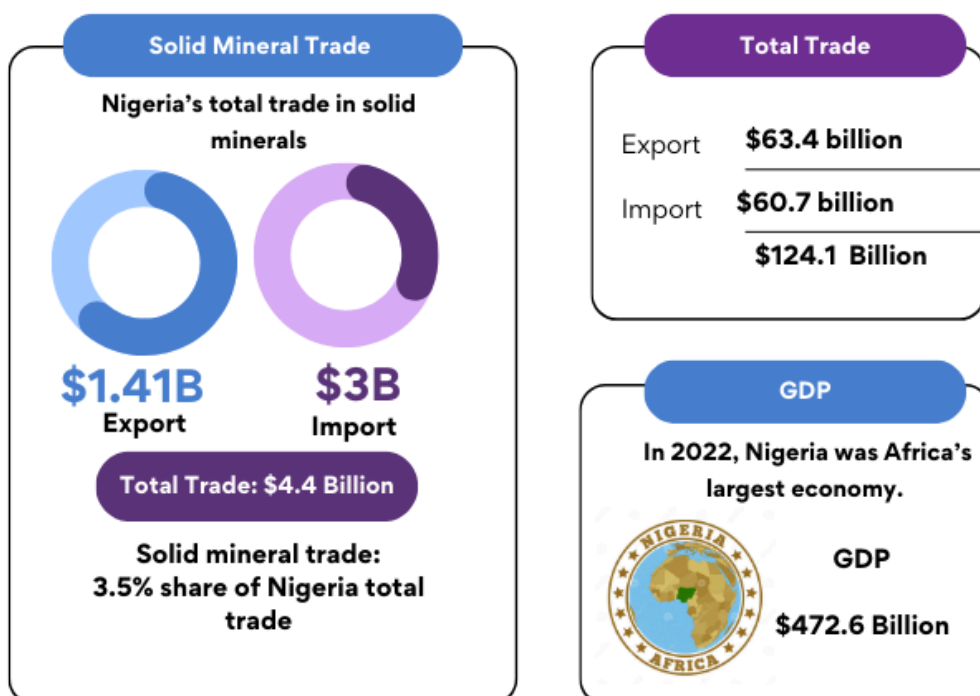 Solid Mineral Trade
Nigeria's total trade in solid
minerals
$1.41B
Export
$3B
Import
Total Trade: $4.4 Billion
Solid mineral trade:
3.5% share of Nigeria total
trade
Total Trade
Export $63.4 billion
Import $60.7 billion
$124.1 Billion
GDP
In 2022, Nigeria was Africa's
largest economy.
NIGERIA
AFRICA
GDP
$472.6 Billion